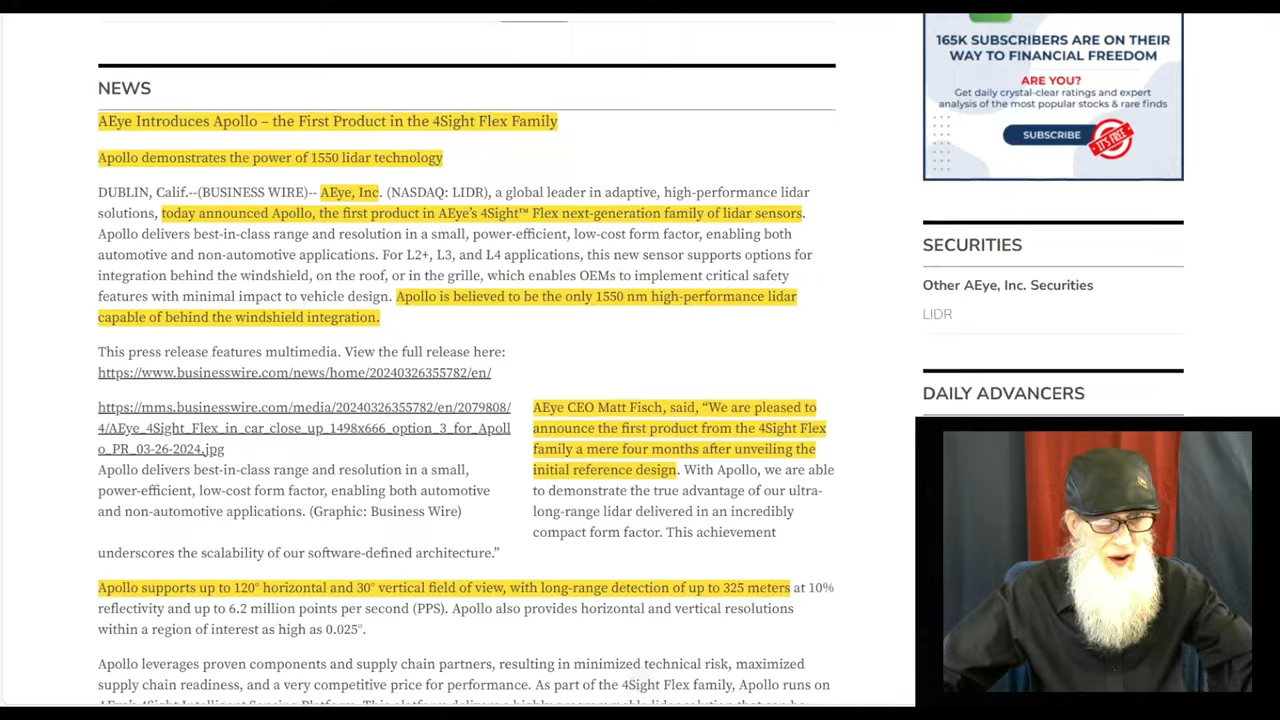 NEWS
AEye Introduces Apollo – the First Product in the 4Sight Flex Family
Apollo demonstrates the power of 1550 lidar technology
DUBLIN, Calif.--(BUSINESS WIRE)-- AEye, Inc. (NASDAQ: LIDR), a global leader in adaptive, high-performance lidar
solutions, today announced Apollo, the first product in AEye's 4Sight™ Flex next-generation family of lidar sensors.
Apollo delivers best-in-class range and resolution in a small, power-efficient, low-cost form factor, enabling both
automotive and non-automotive applications. For L2+, L3, and L4 applications, this new sensor supports options for
integration behind the windshield, on the roof, or in the grille, which enables OEMs to implement critical safety
features with minimal impact to vehicle design. Apollo is believed to be the only 1550 nm high-performance lidar
capable of behind the windshield integration.
This press release features multimedia. View the full release here:
https://www.businesswire.com/news/home/20240326355782/en/
https://mms.businesswire.com/media/20240326355782/en/2079808/
4/AEye_4Sight_Flex_in_car_close_up_1498x666_option_3_for_Apoll
o_PR_03-26-2024.jpg
Apollo delivers best-in-class range and resolution in a small,
power-efficient, low-cost form factor, enabling both automotive
and non-automotive applications. (Graphic: Business Wire)
AEye CEO Matt Fisch, said, “We are pleased to
announce the first product from the 4Sight Flex
family a mere four months after unveiling the
initial reference design. With Apollo, we are able
to demonstrate the true advantage of our ultra-
long-range lidar delivered in an incredibly
compact form factor. This achievement
underscores the scalability of our software-defined architecture.”
Apollo supports up to 120° horizontal and 30° vertical field of view, with long-range detection of up to 325 meters at 10%
reflectivity and up to 6.2 million points per second (PPS). Apollo also provides horizontal and vertical resolutions
within a region of interest as high as 0.025°.
Apollo leverages proven components and supply chain partners, resulting in minimized technical risk, maximized
supply chain readiness, and a very competitive price for performance. As part of the 4Sight Flex family, Apollo runs on
165K SUBSCRIBERS ARE ON THEIR
WAY TO FINANCIAL FREEDOM
ARE YOU?
Get daily crystal-clear ratings and expert
analysis of the most popular stocks & rare finds
SUBSCRIBE
IT'S FREE
SECURITIES
Other AEye, Inc. Securities
LIDR
DAILY ADVANCERS